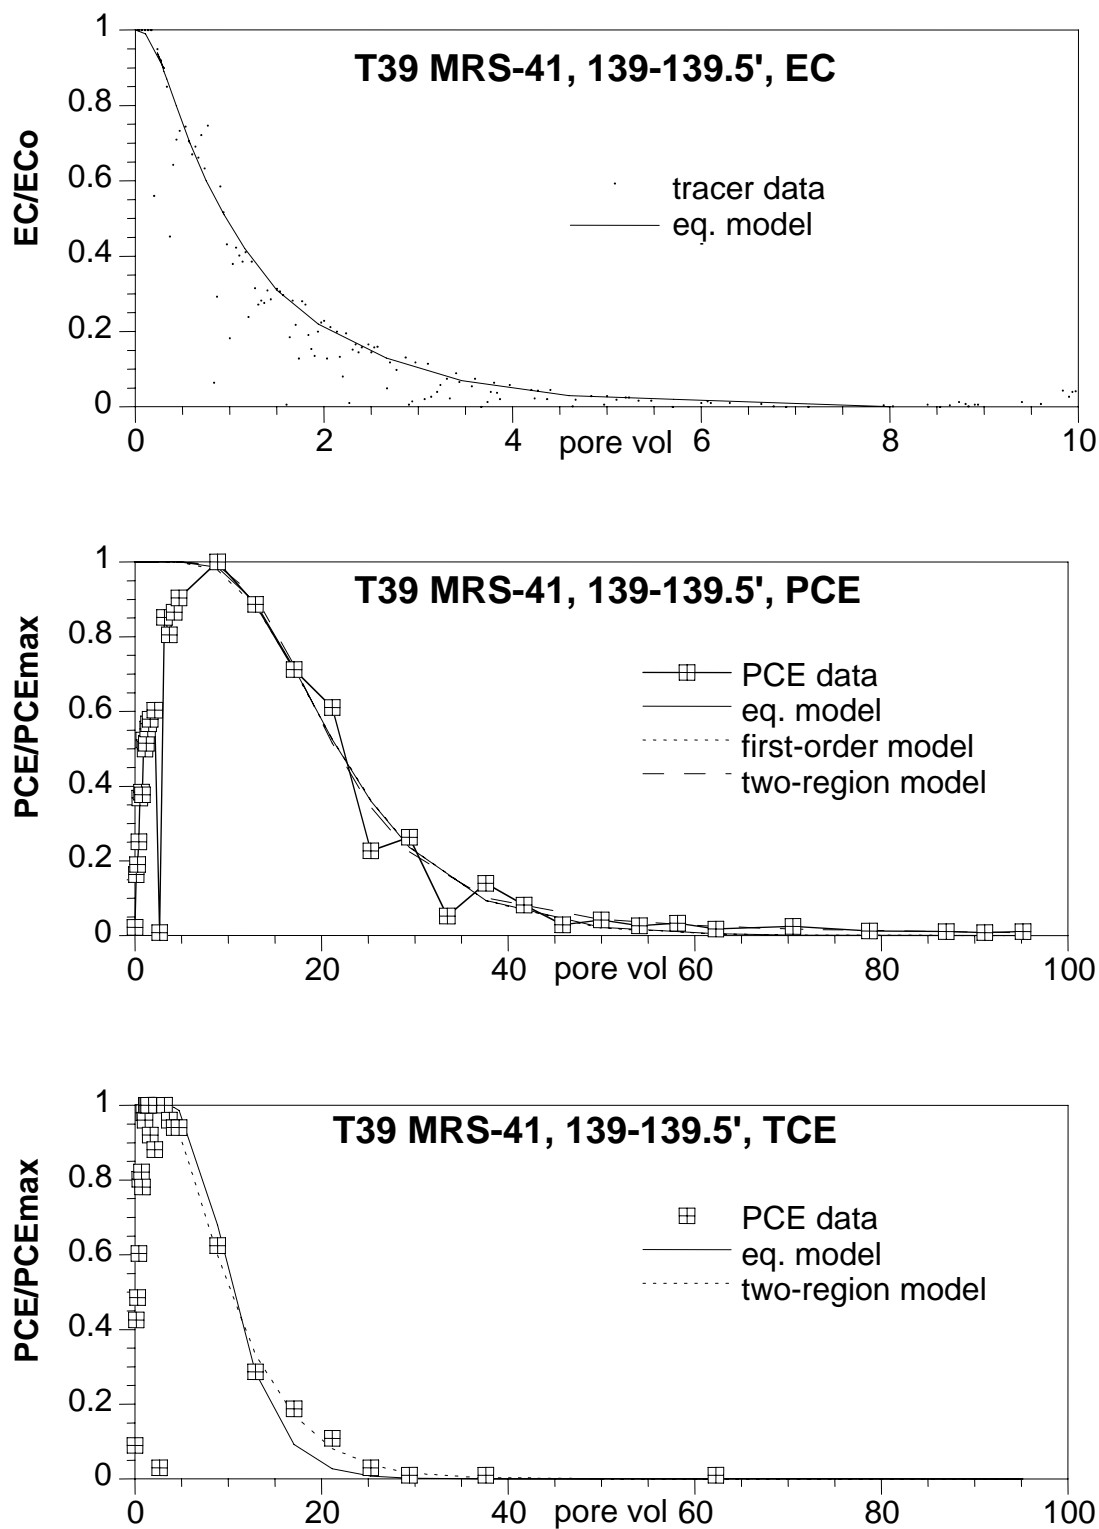 T39 MRS-41, 139-139.5', EC
EC/ECo
1
0.8
0.6
0.4
0.2
0
tracer data
eq. model
0 2 4 pore vol 6 8 10
T39 MRS-41, 139-139.5', PCE
PCE/PCEmax
1
0.8
0.6
0.4
0.2
0
PCE data
eq. model
first-order model
two-region model
0 20 40 pore vol 60 80 100
T39 MRS-41, 139-139.5', TCE
PCE/PCEmax
1
0.8
0.6
0.4
0.2
0
PCE data
eq. model
two-region model
0 20 40 pore vol 60 80 100